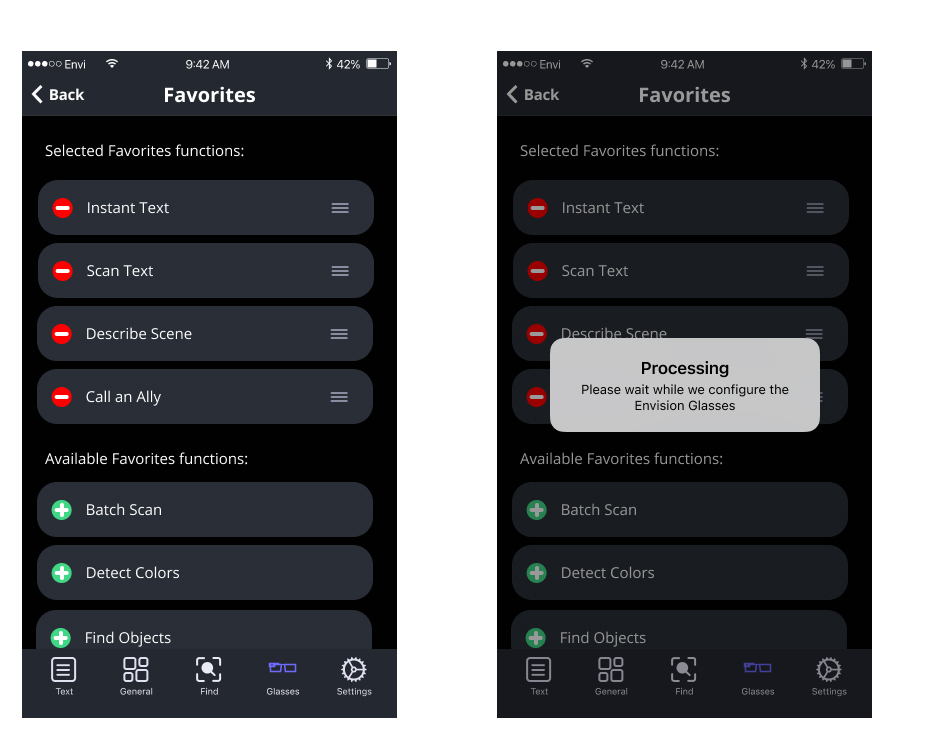 ●●●○○ Envi 9:42 AM 42%
Back Favorites
Selected Favorites functions:
Instant Text
Scan Text
Describe Scene
Call an Ally
Available Favorites functions:
Batch Scan
Detect Colors
Find Objects
Text General Find Glasses Settings
●●●○○ Envi 9:42 AM 42%
Back Favorites
Selected Favorites functions:
Instant Text
Scan Text
Describe Scene
Processing
Please wait while we configure the
Envision Glasses
Available Favorites functions:
Batch Scan
Detect Colors
Find Objects
Text General Find Glasses Settings